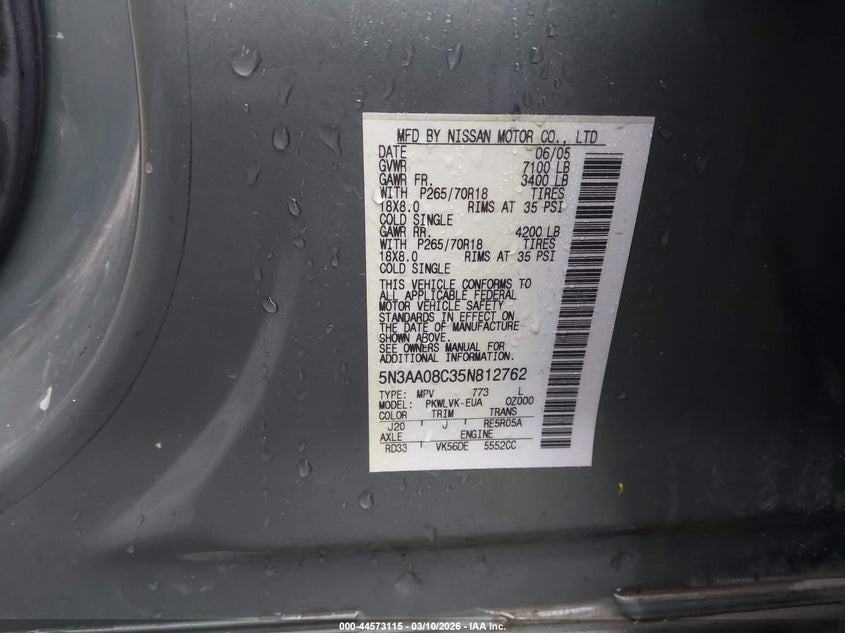 MFD BY NISSAN MOTOR CO., LTD
DATE 06/05
GVWR 7100 LB
GAWR FR. 3400 LB
WITH P265/70R18 TIRES
18X8.0 RIMS AT 35 PSI
COLD SINGLE
GAWR RR. 4200 LB
WITH P265/70R18 TIRES
18X8.0 RIMS AT 35 PSI
COLD SINGLE
THIS VEHICLE CONFORMS TO
ALL APPLICABLE FEDERAL
MOTOR VEHICLE SAFETY
STANDARDS IN EFFECT ON
THE DATE OF MANUFACTURE
SHOWN ABOVE.
SEE OWNERS MANUAL FOR
ADDITIONAL INFORMATION.
5N3AA08C35N812762
TYPE: MPV 773 L
MODEL: PKWLVK-EUA 0Z000
COLOR TRIM TRANS
J20 J RE5R05A
AXLE ENGINE
RD33 VK56DE 5552CC
000-44573115 — 03/10/2026 — IAA Inc.